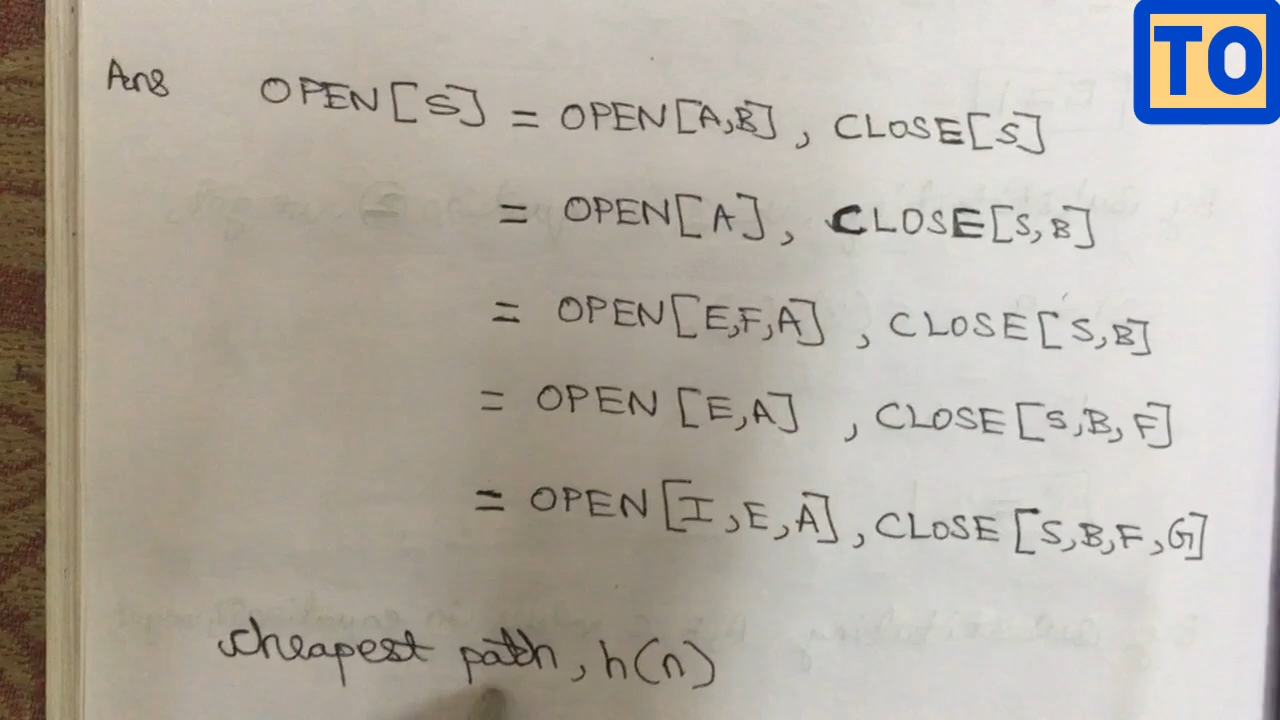 TO
Ans OPEN[S] = OPEN[A,B], CLOSE[S]
= OPEN[A], CLOSE[S,B]
= OPEN[E,F,A], CLOSE[S,B]
= OPEN[E,A], CLOSE[S,B,F]
= OPEN[I,E,A], CLOSE[S,B,F,G]
cheapest path, h(n)